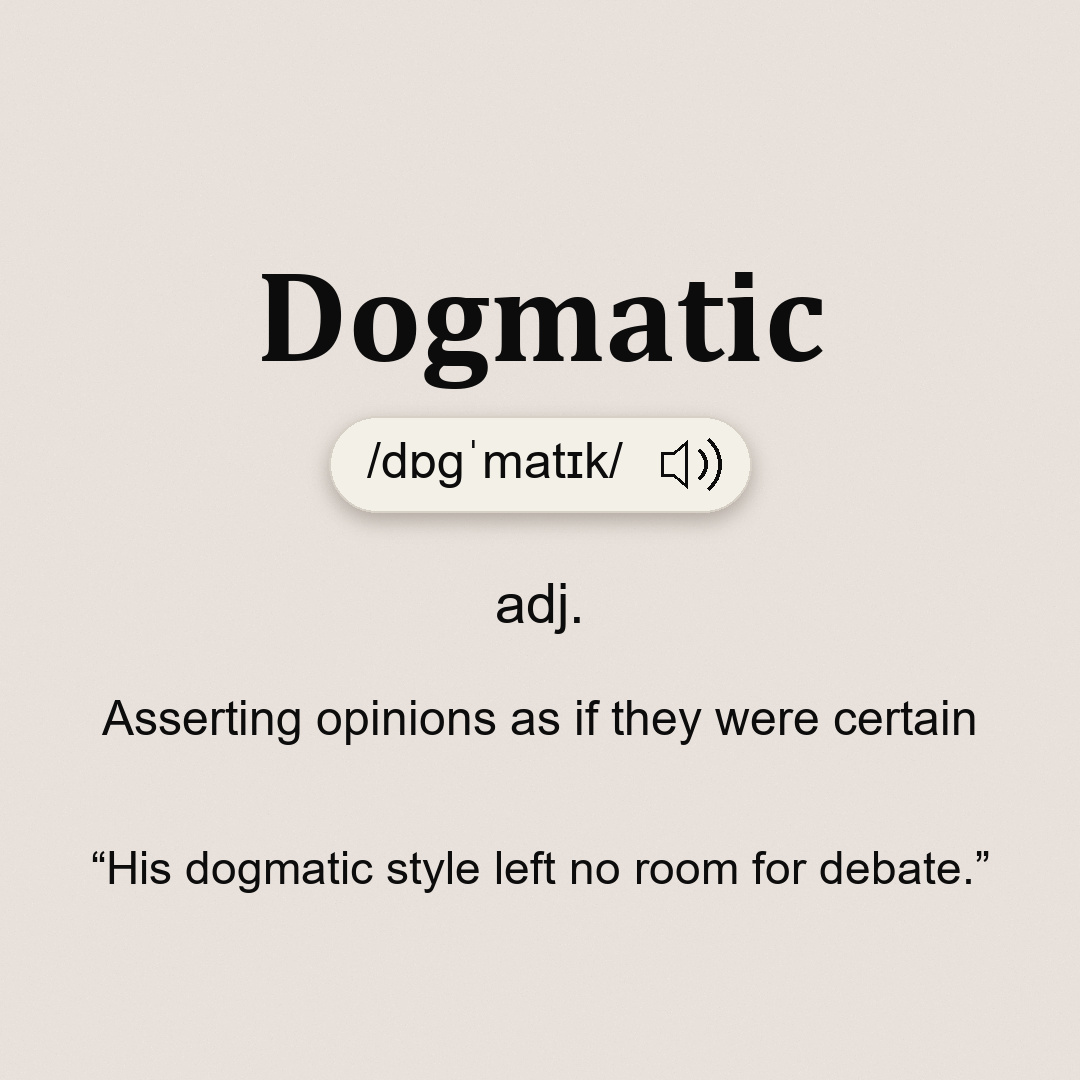 Dogmatic
/dɒɡˈmatɪk/
adj.
Asserting opinions as if they were certain
“His dogmatic style left no room for debate.”